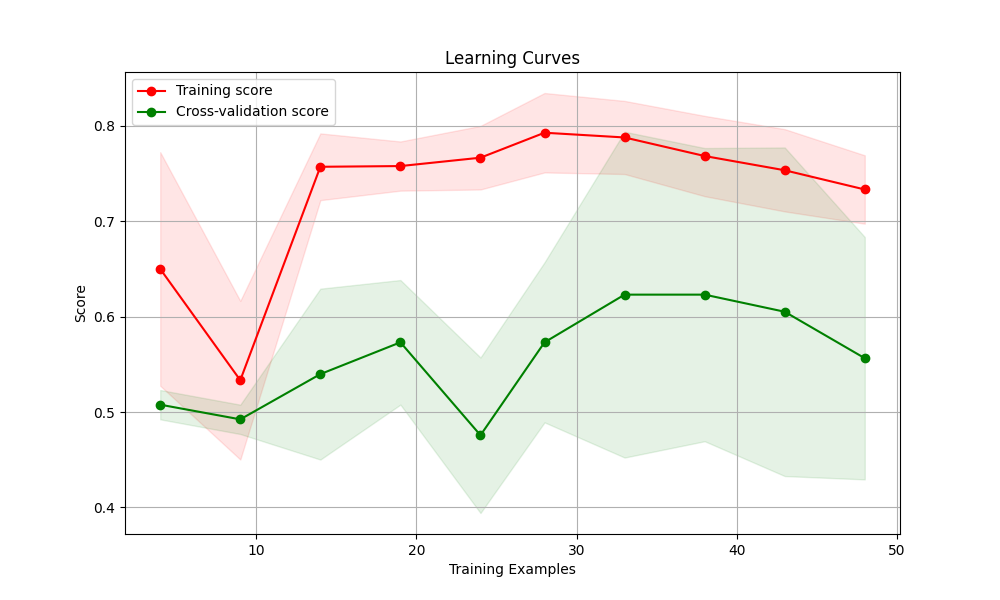 Learning Curves
Training score
Cross-validation score
Score
0.8
0.7
0.6
0.5
0.4
10 20 30 40 50
Training Examples